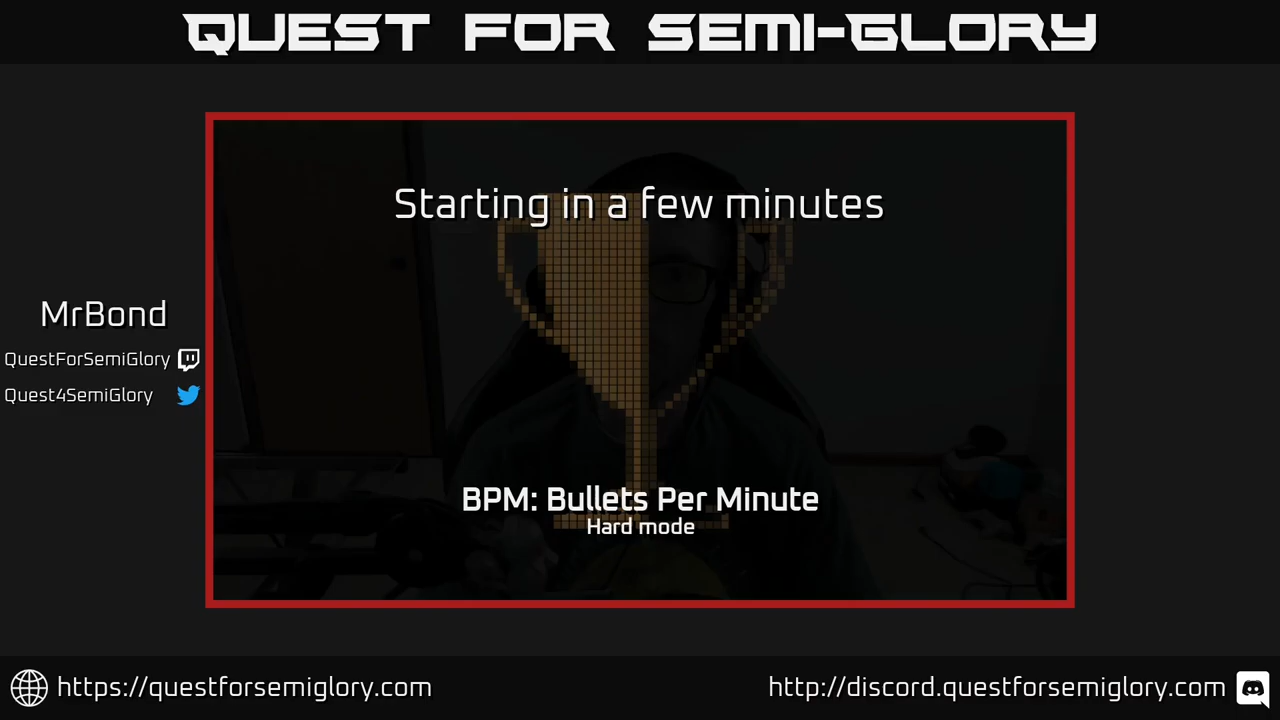 QUEST FOR SEMI-GLORY
Starting in a few minutes
MrBond
QuestForSemiGlory
Quest4SemiGlory
BPM: Bullets Per Minute
Hard mode
https://questforsemiglory.com
http://discord.questforsemiglory.com